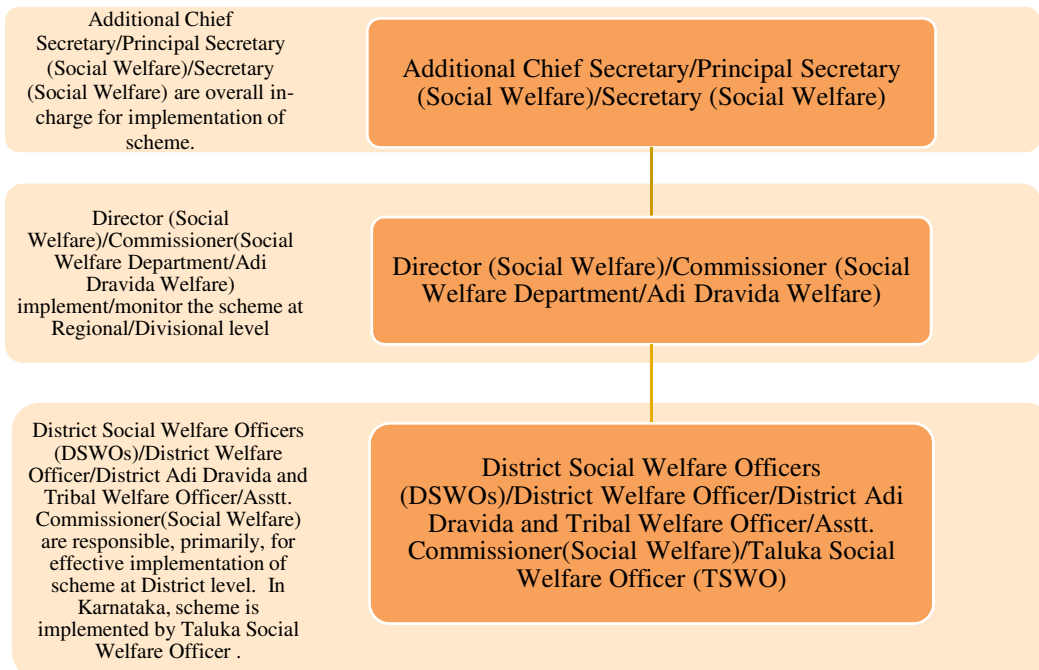 Additional Chief
Secretary/Principal Secretary
(Social Welfare)/Secretary
(Social Welfare) are overall in-
charge for implementation of
scheme.
Additional Chief Secretary/Principal Secretary
(Social Welfare)/Secretary (Social Welfare)
Director (Social
Welfare)/Commissioner(Social
Welfare Department/Adi
Dravida Welfare)
implement/monitor the scheme at
Regional/Divisional level
Director (Social Welfare)/Commissioner (Social
Welfare Department/Adi Dravida Welfare)
District Social Welfare Officers
(DSWOs)/District Welfare
Officer/District Adi Dravida and
Tribal Welfare Officer/Asstt.
Commissioner(Social Welfare)
are responsible, primarily, for
effective implementation of
scheme at District level. In
Karnataka, scheme is
implemented by Taluka Social
Welfare Officer .
District Social Welfare Officers
(DSWOs)/District Welfare Officer/District Adi
Dravida and Tribal Welfare Officer/Asstt.
Commissioner(Social Welfare)/Taluka Social
Welfare Officer (TSWO)